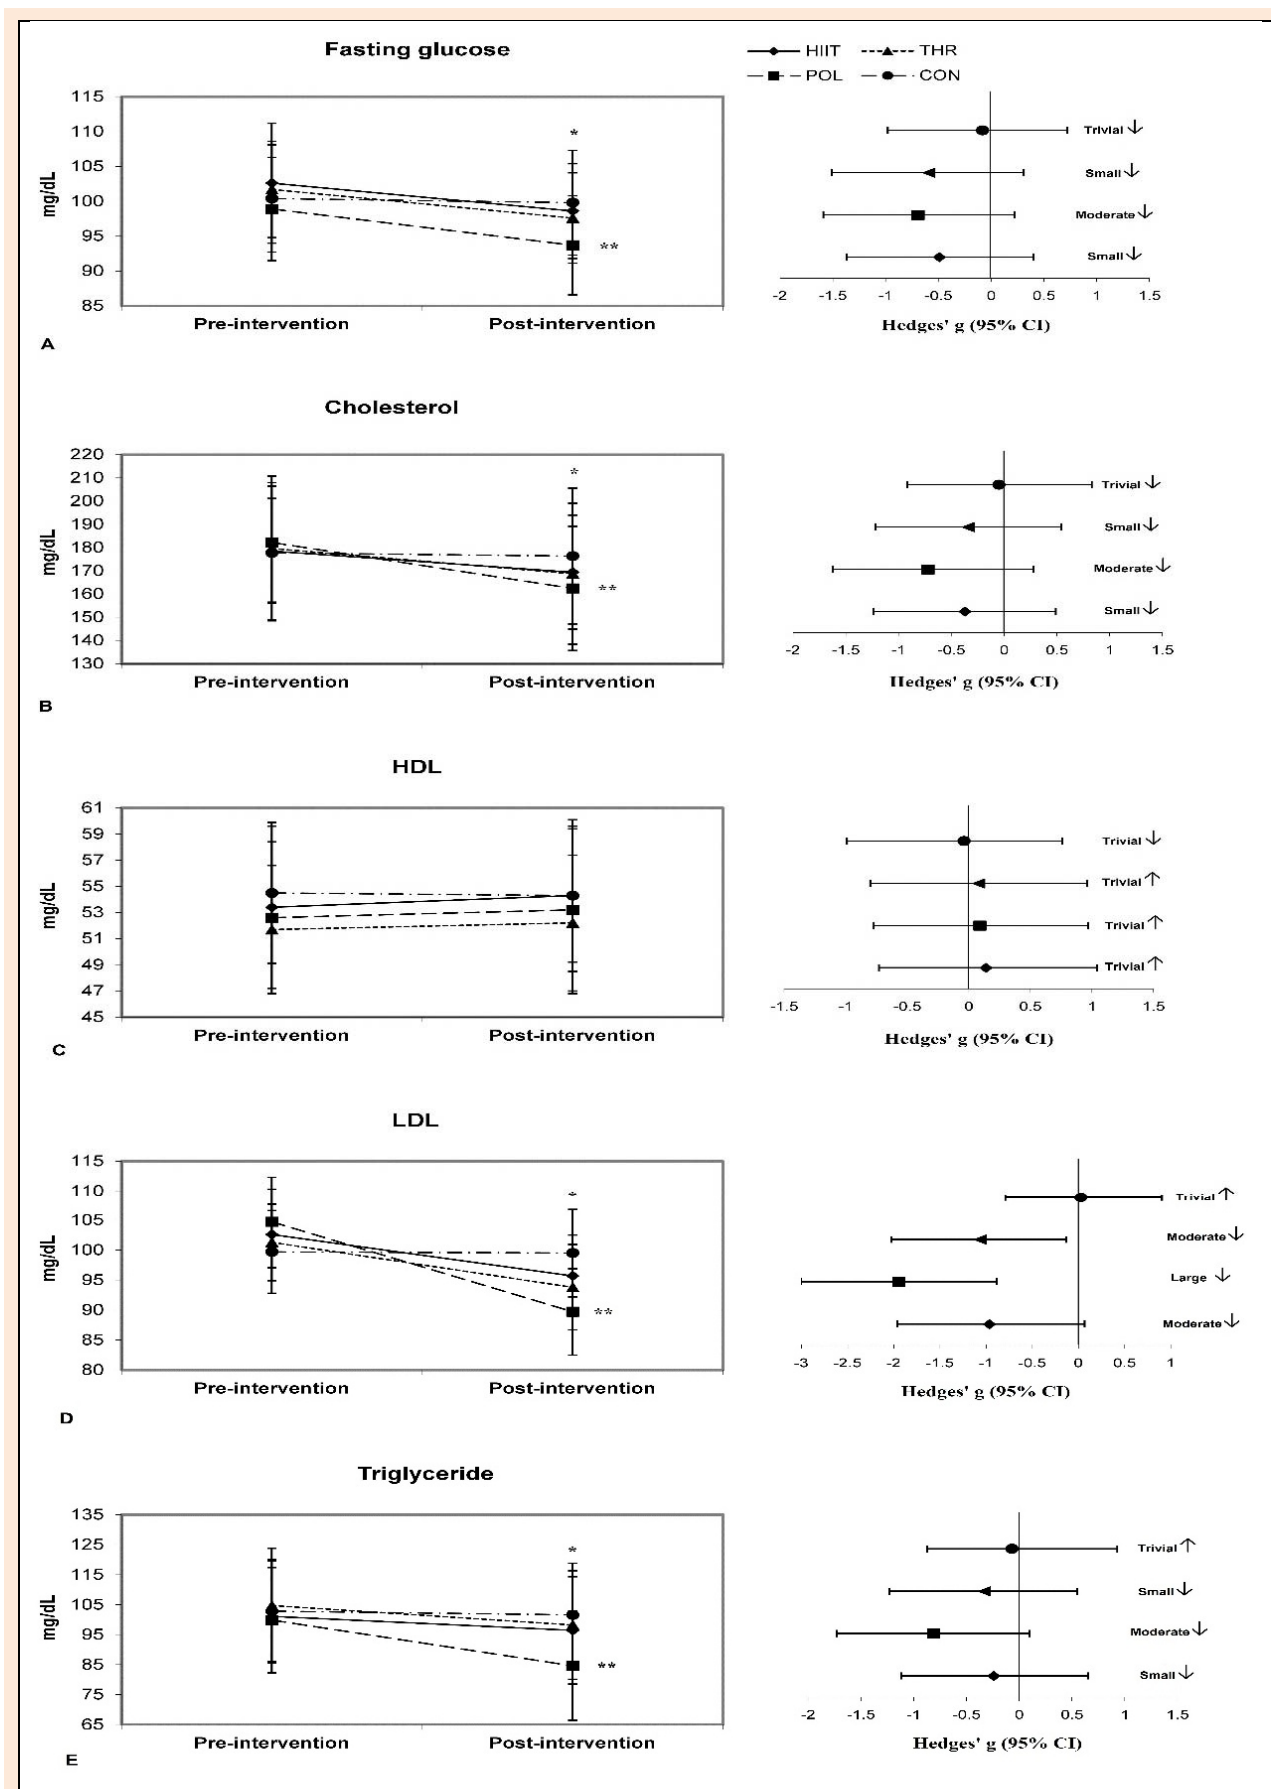 Fasting glucose
HIIT THR
POL CON
115
110
105
100
95
90
85
mg/dL
*
**
Pre-intervention Post-intervention
Trivial ↓
Small ↓
Moderate ↓
Small ↓
-2 -1.5 -1 -0.5 0 0.5 1 1.5
Hedges' g (95% CI)
A
Cholesterol
220
210
200
190
180
170
160
150
140
130
mg/dL
*
**
Pre-intervention Post-intervention
Trivial ↓
Small ↓
Moderate ↓
Small ↓
-2 -1.5 -1 -0.5 0 0.5 1 1.5
Hedges' g (95% CI)
B
HDL
61
59
57
55
53
51
49
47
45
mg/dL
Pre-intervention Post-intervention
Trivial ↓
Trivial ↑
Trivial ↑
Trivial ↑
-1.5 -1 -0.5 0 0.5 1 1.5
Hedges' g (95% CI)
C
LDL
115
110
105
100
95
90
85
80
mg/dL
*
**
Pre-intervention Post-intervention
Trivial ↑
Moderate ↓
Large ↓
Moderate ↓
-3 -2.5 -2 -1.5 -1 -0.5 0 0.5 1
Hedges' g (95% CI)
D
Triglyceride
135
125
115
105
95
85
75
65
mg/dL
*
**
Pre-intervention Post-intervention
Trivial ↑
Small ↓
Moderate ↓
Small ↓
-2 -1.5 -1 -0.5 0 0.5 1 1.5
Hedges' g (95% CI)
E